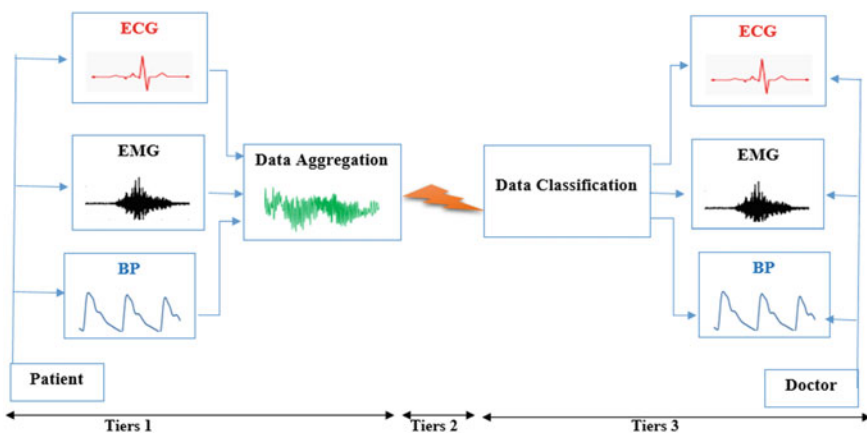 ECG
EMG
BP
Patient
Data Aggregation
Data Classification
ECG
EMG
BP
Doctor
Tiers 1
Tiers 2
Tiers 3